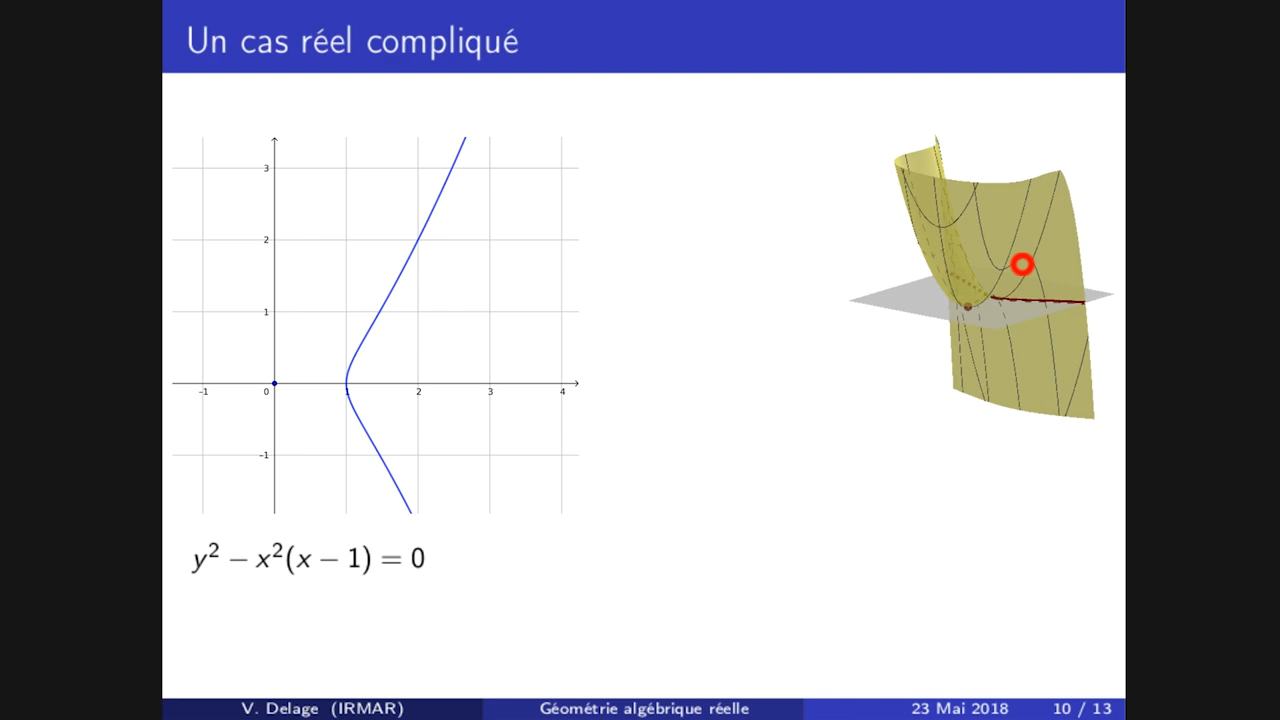 Un cas réel compliqué
3
2
1
-1 0 1 2 3 4
-1
y² − x²(x − 1) = 0
V. Delage (IRMAR) Géométrie algébrique réelle 23 Mai 2018 10 / 13